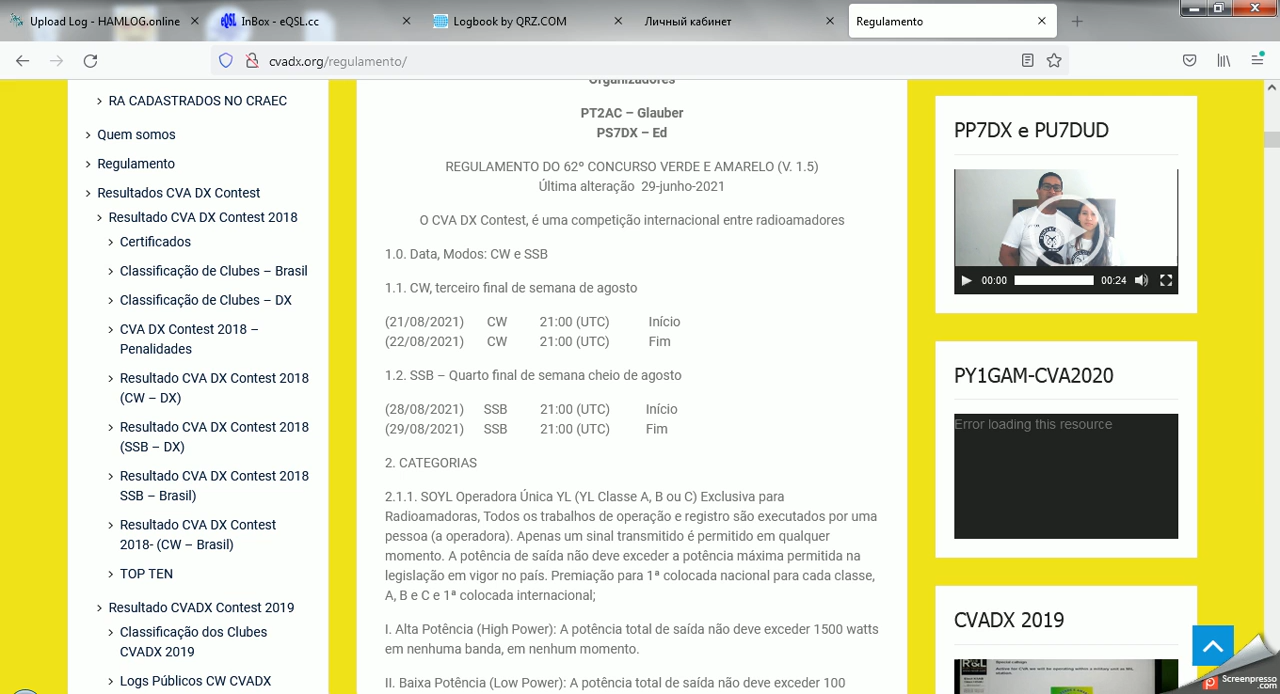 Upload Log - HAMLOG.online
InBox - eQSL.cc
Logbook by QRZ.COM
Личный кабинет
Regulamento
cvadx.org/regulamento/
RA CADASTRADOS NO CRAEC
Quem somos
Regulamento
Resultados CVA DX Contest
Resultado CVA DX Contest 2018
Certificados
Classificação de Clubes – Brasil
Classificação de Clubes – DX
CVA DX Contest 2018 –
Penalidades
Resultado CVA DX Contest 2018
(CW – DX)
Resultado CVA DX Contest 2018
(SSB – DX)
Resultado CVA DX Contest 2018
SSB – Brasil)
Resultado CVA DX Contest
2018- (CW – Brasil)
TOP TEN
Resultado CVADX Contest 2019
Classificação dos Clubes
CVADX 2019
Logs Públicos CW CVADX
Organizadores
PT2AC – Glauber
PS7DX – Ed
REGULAMENTO DO 62º CONCURSO VERDE E AMARELO (V. 1.5)
Última alteração 29-junho-2021
O CVA DX Contest, é uma competição internacional entre radioamadores
1.0. Data, Modos: CW e SSB
1.1. CW, terceiro final de semana de agosto
(21/08/2021) CW 21:00 (UTC) Início
(22/08/2021) CW 21:00 (UTC) Fim
1.2. SSB – Quarto final de semana cheio de agosto
(28/08/2021) SSB 21:00 (UTC) Início
(29/08/2021) SSB 21:00 (UTC) Fim
2. CATEGORIAS
2.1.1. SOYL Operadora Única YL (YL Classe A, B ou C) Exclusiva para
Radioamadoras, Todos os trabalhos de operação e registro são executados por uma
pessoa (a operadora). Apenas um sinal transmitido é permitido em qualquer
momento. A potência de saída não deve exceder a potência máxima permitida na
legislação em vigor no país. Premiação para 1ª colocada nacional para cada classe,
A, B e C e 1ª colocada internacional;
I. Alta Potência (High Power): A potência total de saída não deve exceder 1500 watts
em nenhuma banda, em nenhum momento.
ixa Potência (Low Power): A potência total de saída não deve exceder 100
PP7DX e PU7DUD
00:00 00:24
PY1GAM-CVA2020
Error loading this resource
CVADX 2019
Screenpresso
.com